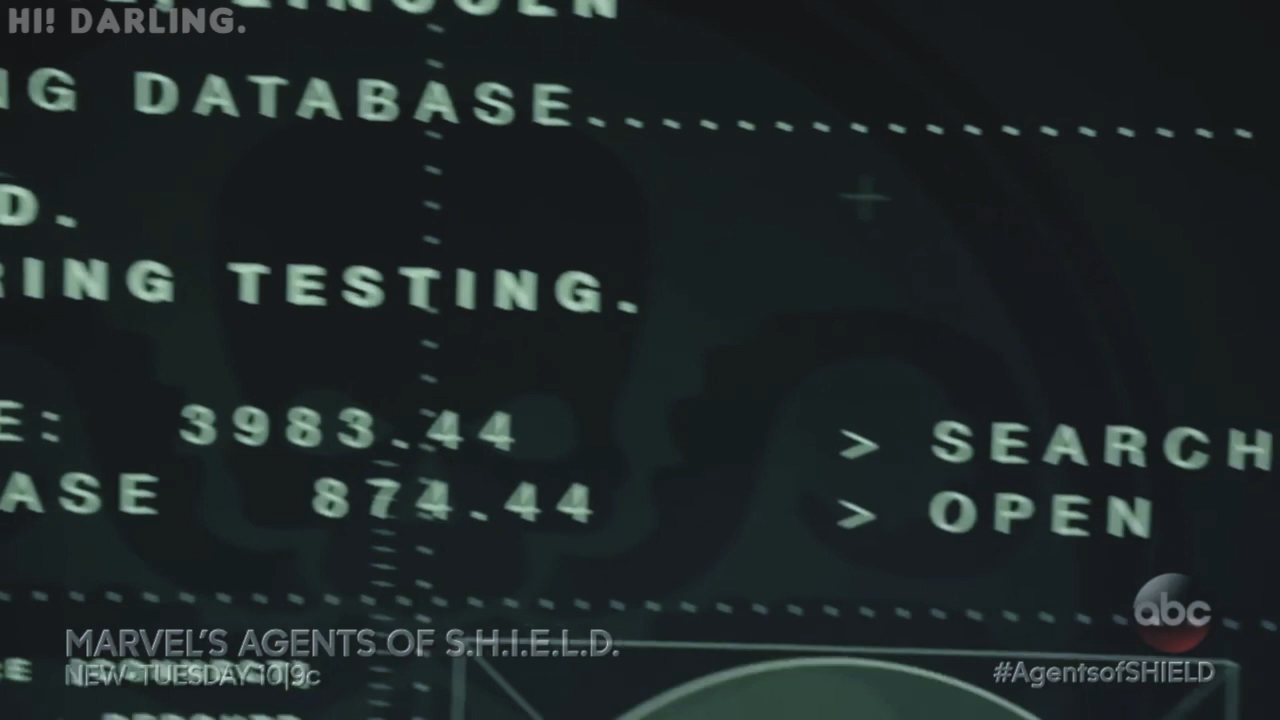 HI! DARLING.
NG DATABASE
D.
RING TESTING.
E: 3983.44
> SEARCH
ASE 874.44
> OPEN
abc
MARVEL'S AGENTS OF S.H.I.E.L.D.
NEW TUESDAY 10|9c
#AgentsofSHIELD